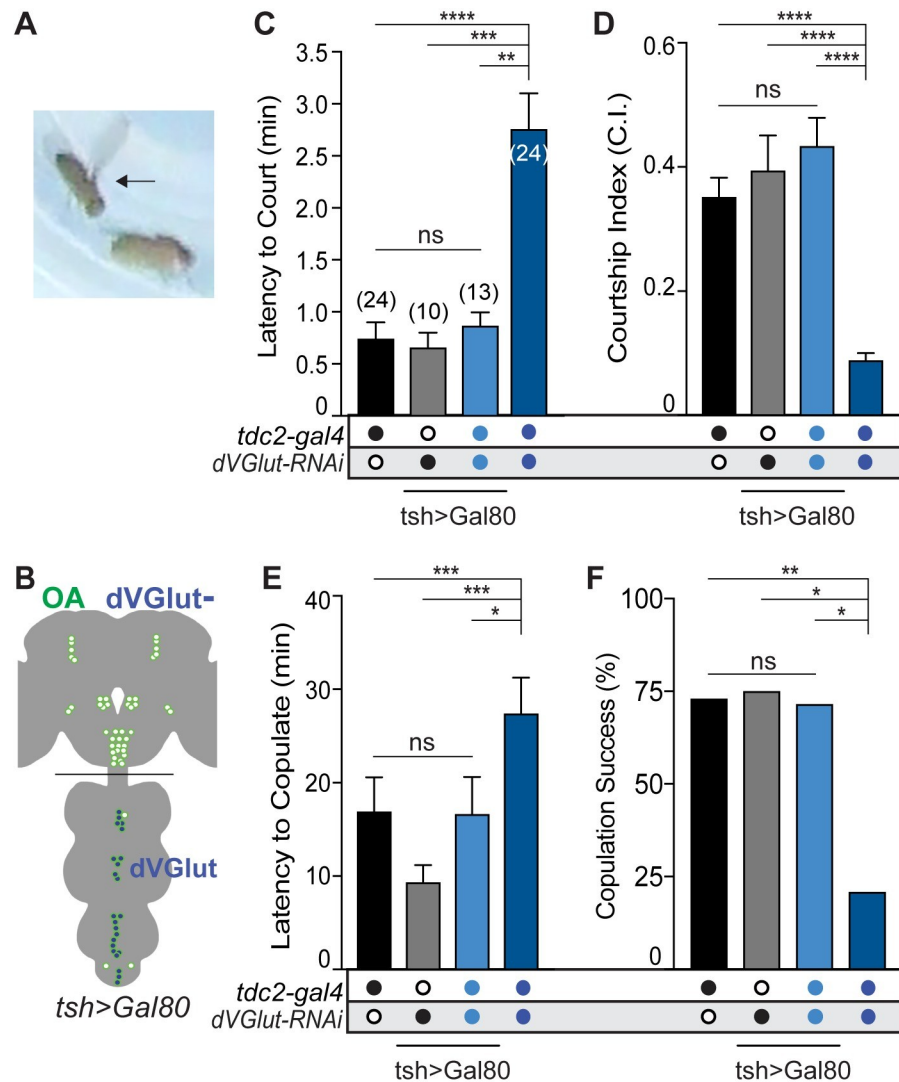 A
B
OA dVGlut-
dVGlut
tsh>Gal80
C
****
***
**
ns
Latency to Court (min)
3.5
3.0
2.5
2.0
1.5
1.0
0.5
0
(24)
(10)
(13)
(24)
tdc2-gal4
dVGlut-RNAi
tsh>Gal80
D
****
****
****
ns
Courtship Index (C.I.)
0.6
0.4
0.2
0
tsh>Gal80
E
***
***
*
ns
Latency to Copulate (min)
40
30
20
10
0
tdc2-gal4
dVGlut-RNAi
tsh>Gal80
F
**
*
*
ns
Copulation Success (%)
100
75
50
25
0
tsh>Gal80